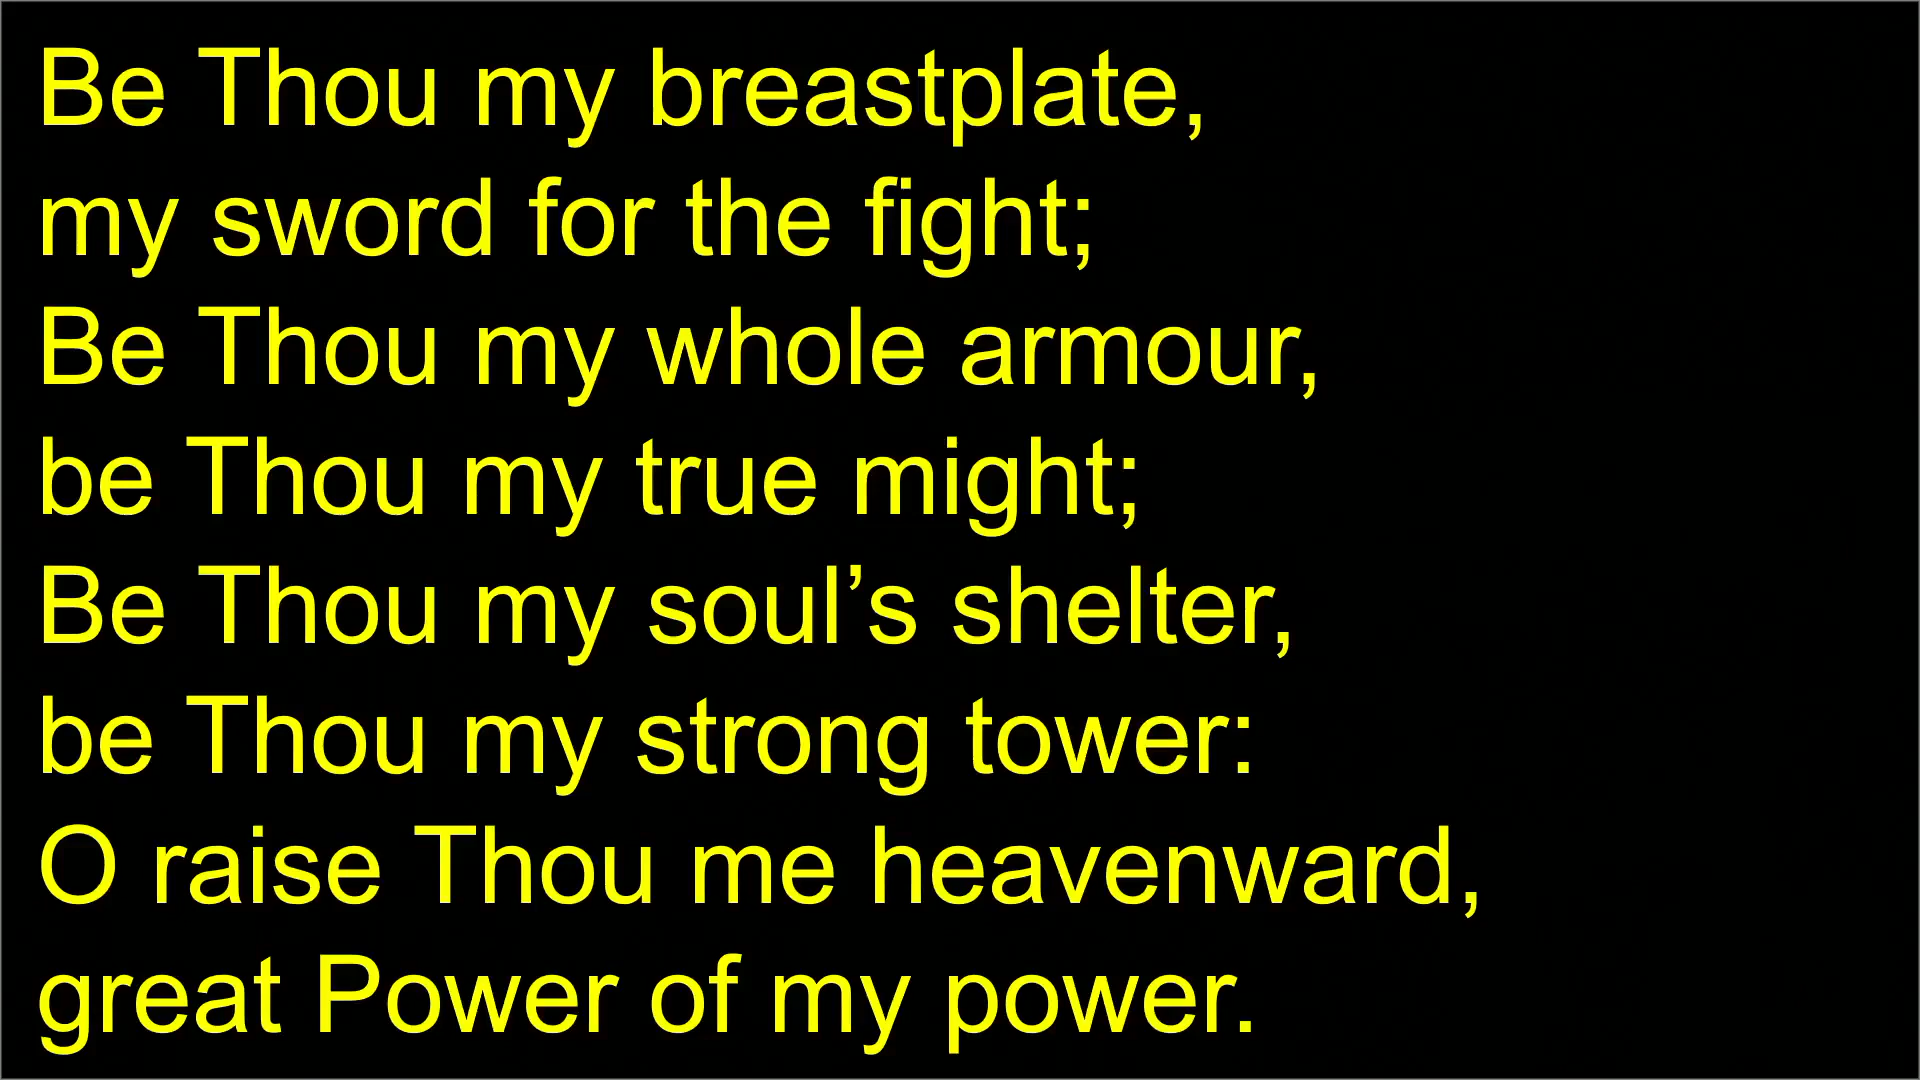 Be Thou my breastplate,
my sword for the fight;
Be Thou my whole armour,
be Thou my true might;
Be Thou my soul’s shelter,
be Thou my strong tower:
O raise Thou me heavenward,
great Power of my power.